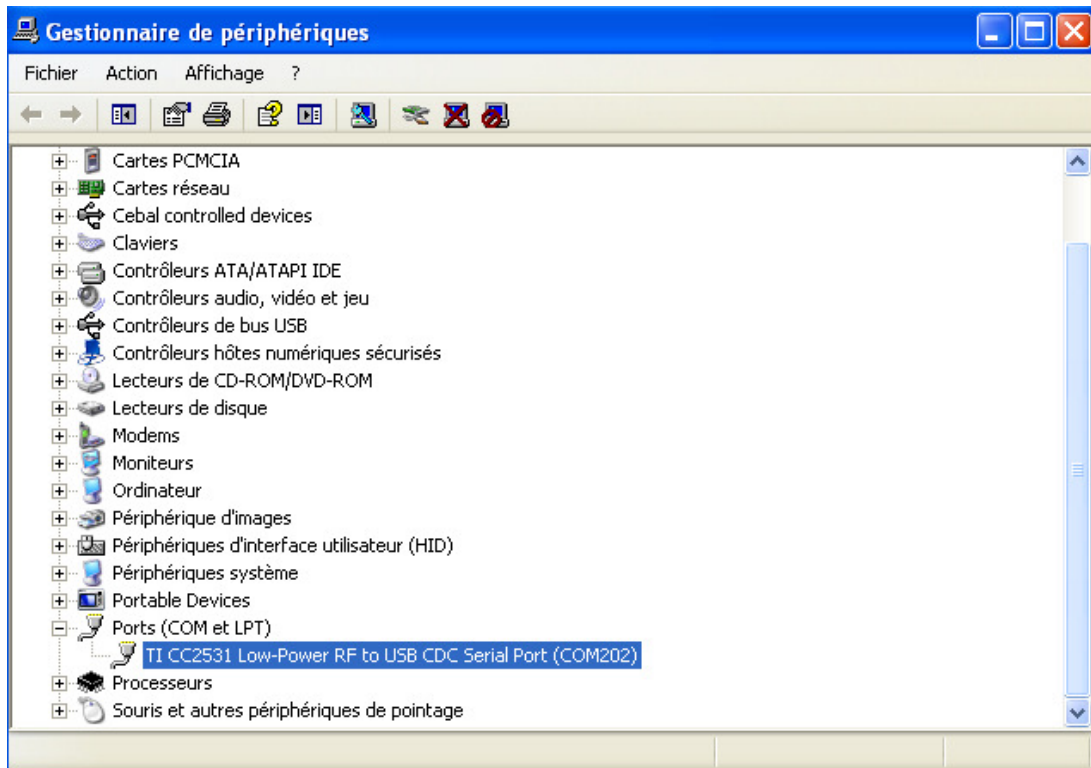 Gestionnaire de périphériques
Fichier Action Affichage ?
Cartes PCMCIA
Cartes réseau
Cebal controlled devices
Claviers
Contrôleurs ATA/ATAPI IDE
Contrôleurs audio, vidéo et jeu
Contrôleurs de bus USB
Contrôleurs hôtes numériques sécurisés
Lecteurs de CD-ROM/DVD-ROM
Lecteurs de disque
Modems
Moniteurs
Ordinateur
Périphérique d'images
Périphériques d'interface utilisateur (HID)
Périphériques système
Portable Devices
Ports (COM et LPT)
TI CC2531 Low-Power RF to USB CDC Serial Port (COM202)
Processeurs
Souris et autres périphériques de pointage